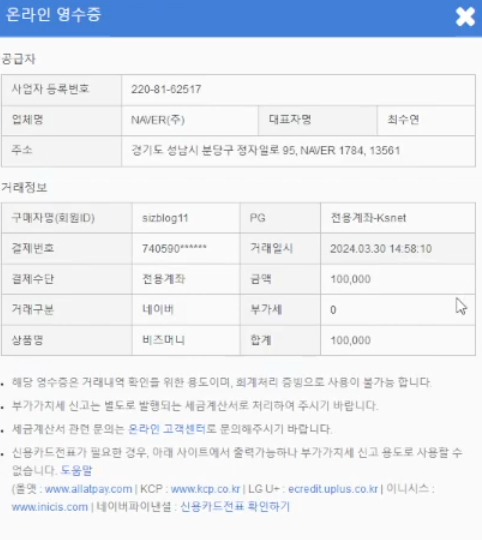 온라인 영수증
공급자
사업자 등록번호 220-81-62517
업체명 NAVER(주) 대표자명 최수연
주소 경기도 성남시 분당구 정자일로 95, NAVER 1784, 13561
거래정보
구매자명(회원ID) sizblog11 PG 전용계좌-Ksnet
결제번호 740590****** 거래일시 2024.03.30 14:58:10
결제수단 전용계좌 금액 100,000
거래구분 네이버 부가세 0
상품명 비즈머니 합계 100,000
• 해당 영수증은 거래내역 확인을 위한 용도이며, 회계처리 증빙으로 사용이 불가능 합니다.
• 부가가치세 신고는 별도로 발행되는 세금계산서로 처리하여 주시기 바랍니다.
• 세금계산서 관련 문의는 온라인 고객센터로 문의해주시기 바랍니다.
• 신용카드전표가 필요한 경우, 아래 사이트에서 출력가능하나 부가가치세 신고 용도로 사용할 수
없습니다. 도움말
(올앳 : www.allatpay.com | KCP : www.kcp.co.kr | LG U+ : ecredit.uplus.co.kr | 이니시스 :
www.inicis.com | 네이버파이낸셜 : 신용카드전표 확인하기